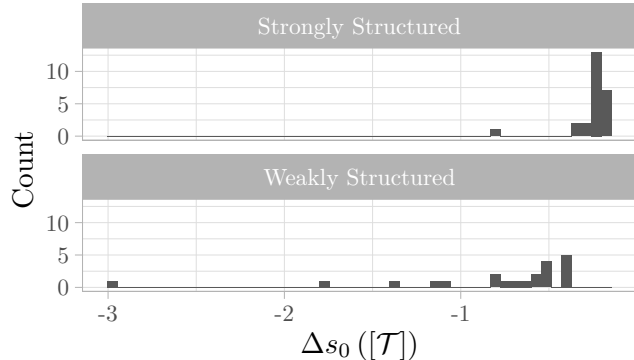 Strongly Structured
10
5
0
Count
Weakly Structured
10
5
0
-3 -2 -1
Δs₀ ([𝒯])